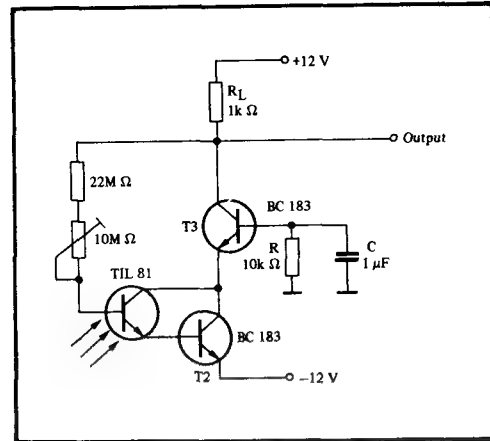 +12 V
R_L
1k Ω
Output
22M Ω
BC 183
T3
10M Ω
R
10k Ω
C
1 µF
TIL 81
BC 183
T2
−12 V